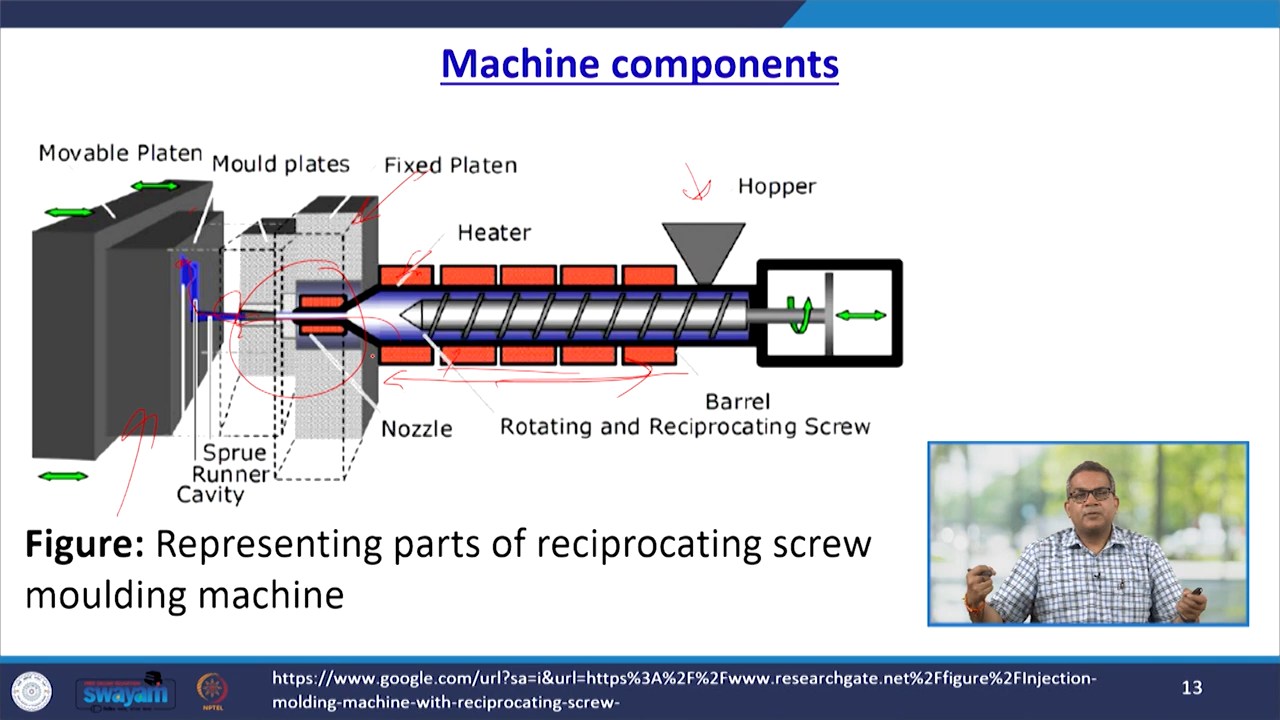 Machine components
Movable Platen
Mould plates
Fixed Platen
Hopper
Heater
Barrel
Nozzle
Rotating and Reciprocating Screw
Sprue
Runner
Cavity
Figure: Representing parts of reciprocating screw
moulding machine
swayam
NPTEL
https://www.google.com/url?sa=i&url=https%3A%2F%2Fwww.researchgate.net%2Ffigure%2FInjection-
molding-machine-with-reciprocating-screw-
13